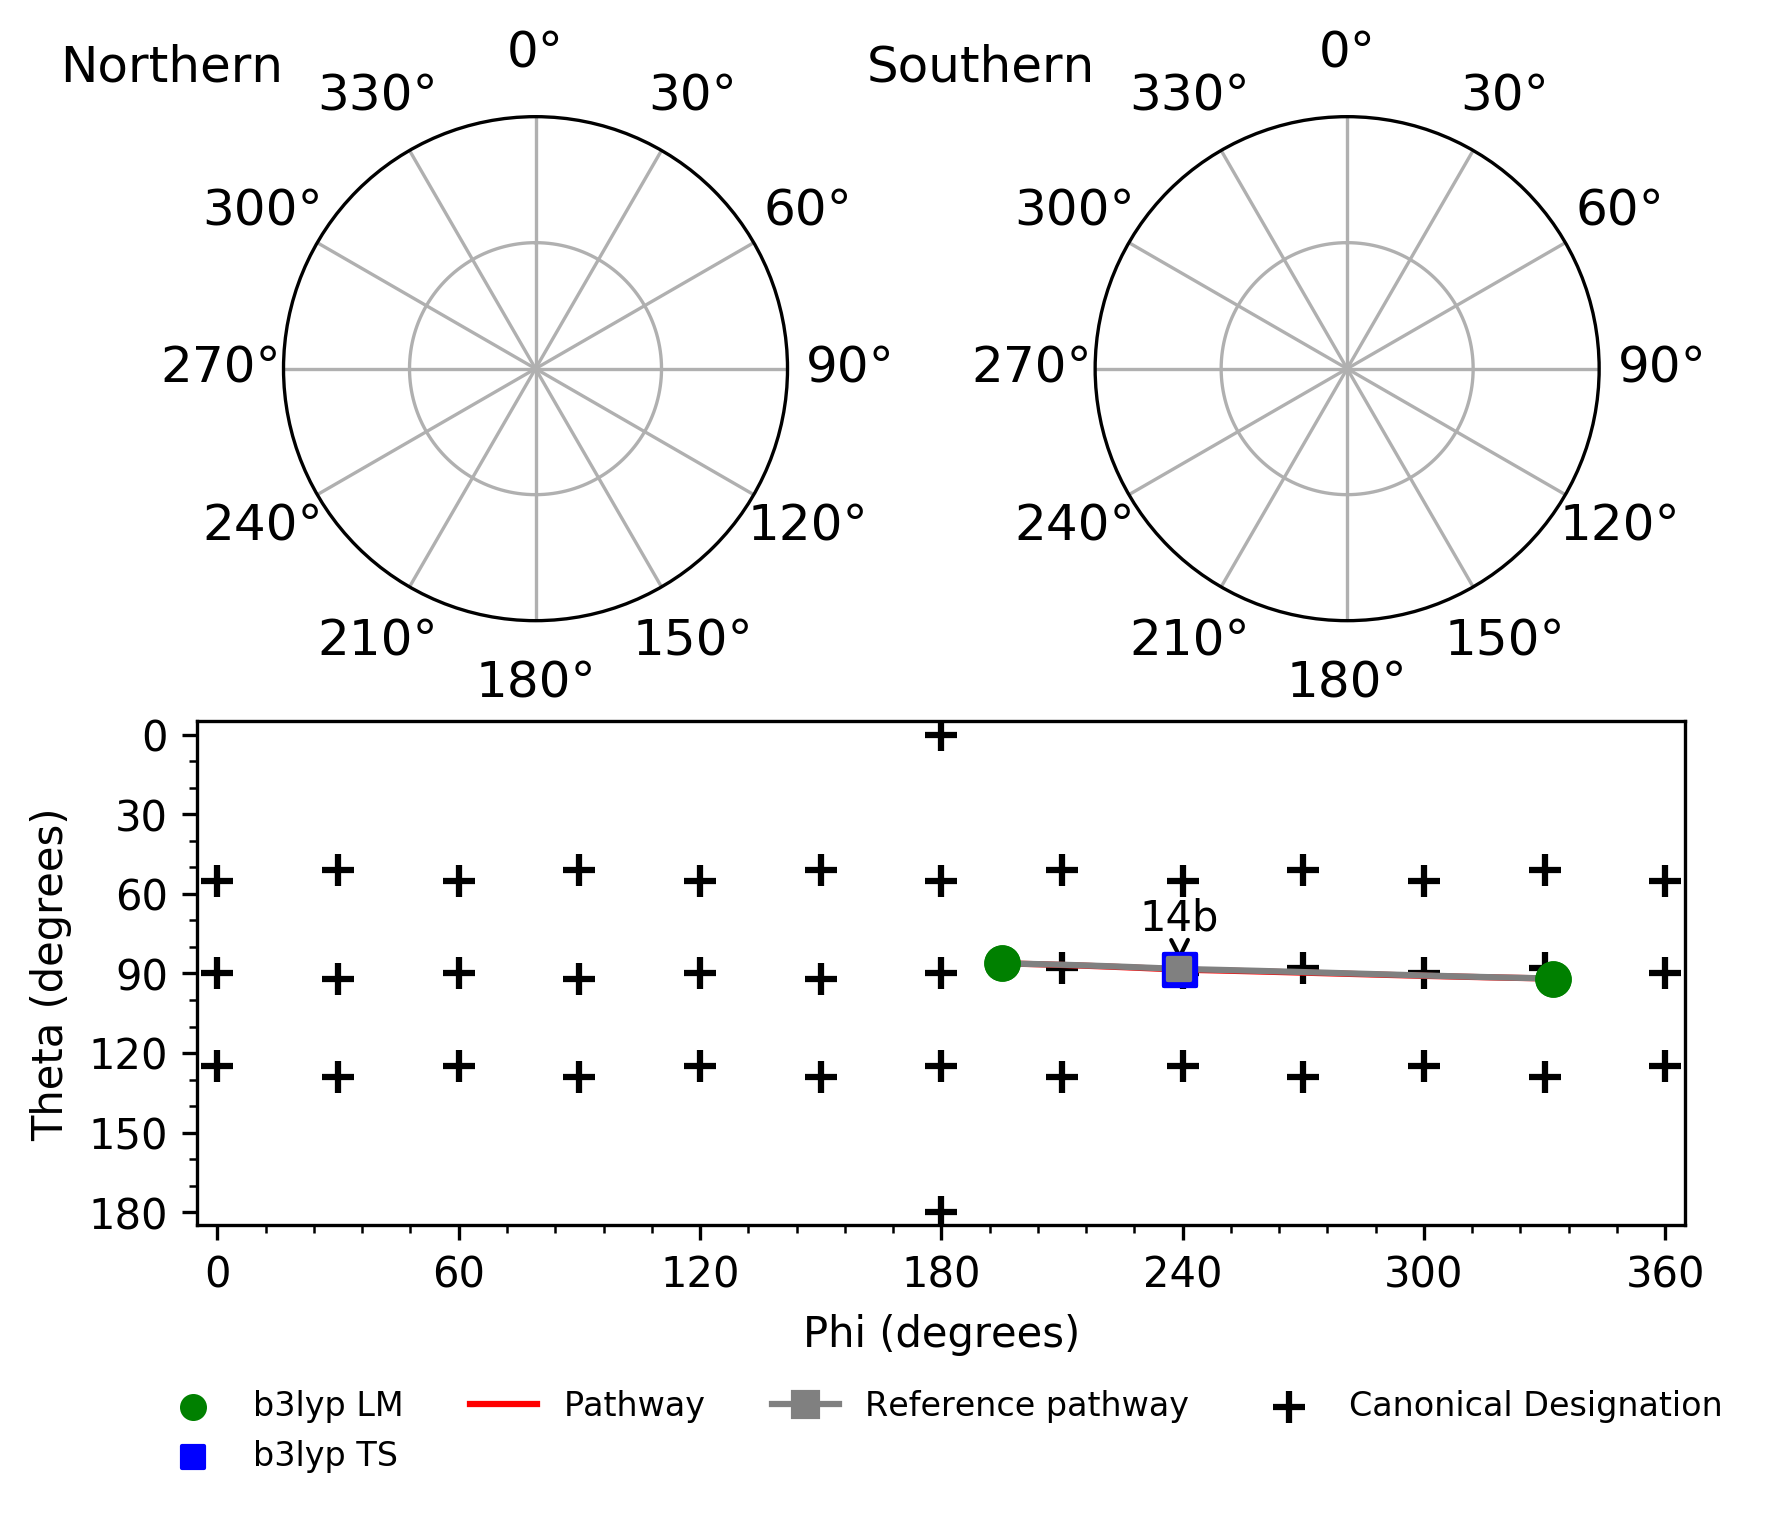 Northern
0°
30°
60°
90°
120°
150°
180°
210°
240°
270°
300°
330°
Southern
0°
30°
60°
90°
120°
150°
180°
210°
240°
270°
300°
330°
Theta (degrees)
0
30
60
90
120
150
180
14b
0 60 120 180 240 300 360
Phi (degrees)
b3lyp LM
b3lyp TS
Pathway
Reference pathway
Canonical Designation